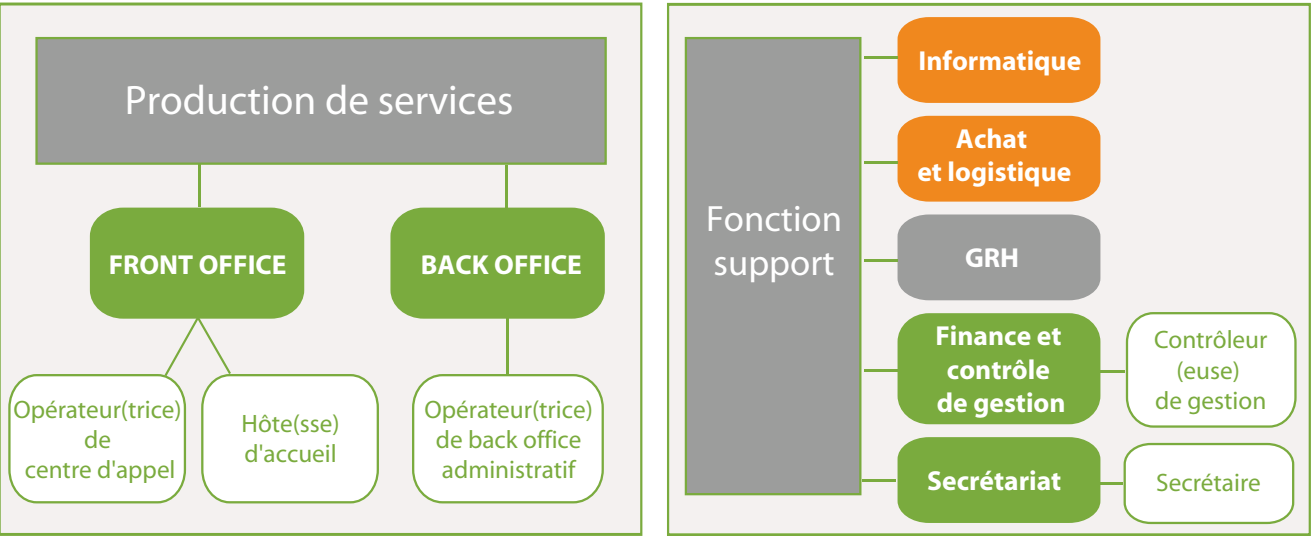 Production de services
FRONT OFFICE
BACK OFFICE
Opérateur(trice)
de
centre d'appel
Hôte(sse)
d'accueil
Opérateur(trice)
de back office
administratif
Fonction
support
Informatique
Achat
et logistique
GRH
Finance et
contrôle
de gestion
Contrôleur
(euse)
de gestion
Secrétariat
Secrétaire